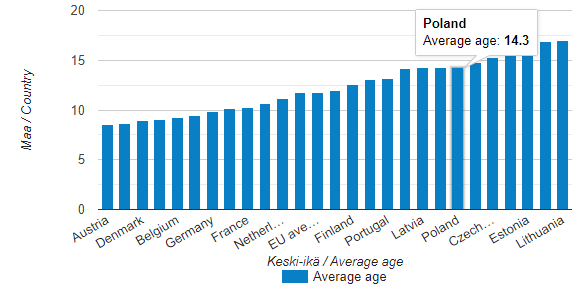 20
Poland
Average age: 14.3
15
10
5
0
Maa / Country
Austria
Denmark
Belgium
Germany
France
Netherl…
EU ave…
Finland
Portugal
Latvia
Poland
Czech…
Estonia
Lithuania
Keski-ikä / Average age
Average age